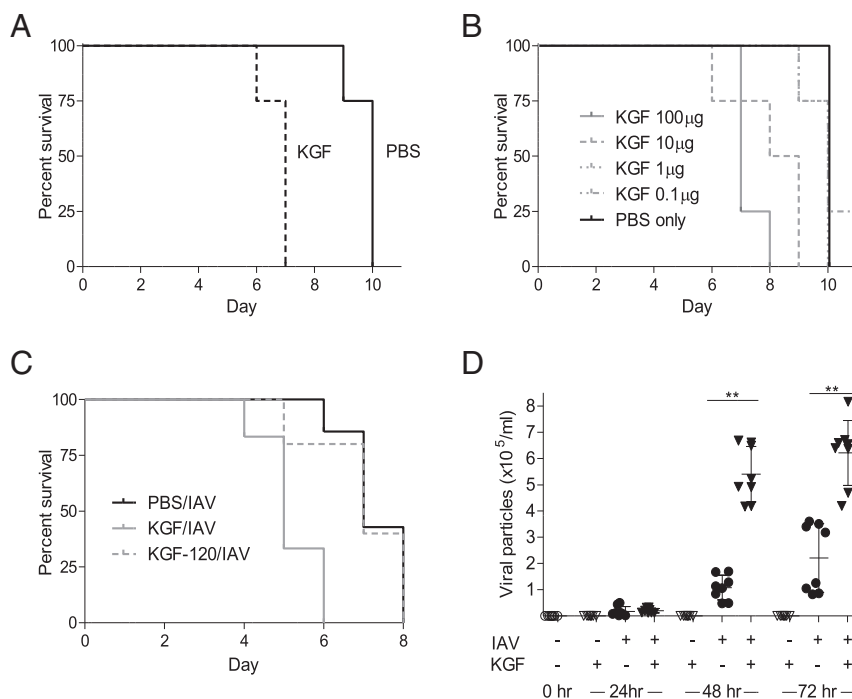 A
Percent survival
100
75
50
25
0
KGF
PBS
0 2 4 6 8 10
Day
B
Percent survival
100
75
50
25
0
KGF 100µg
KGF 10µg
KGF 1µg
KGF 0.1µg
PBS only
0 2 4 6 8 10
Day
C
Percent survival
100
75
50
25
0
PBS/IAV
KGF/IAV
KGF-120/IAV
0 2 4 6 8
Day
D
Viral particles (x10⁵/ml)
8
7
6
5
4
3
2
1
** **
IAV - - + + - + + - + +
KGF - + - + + - + + - +
0 hr 24hr 48 hr 72 hr